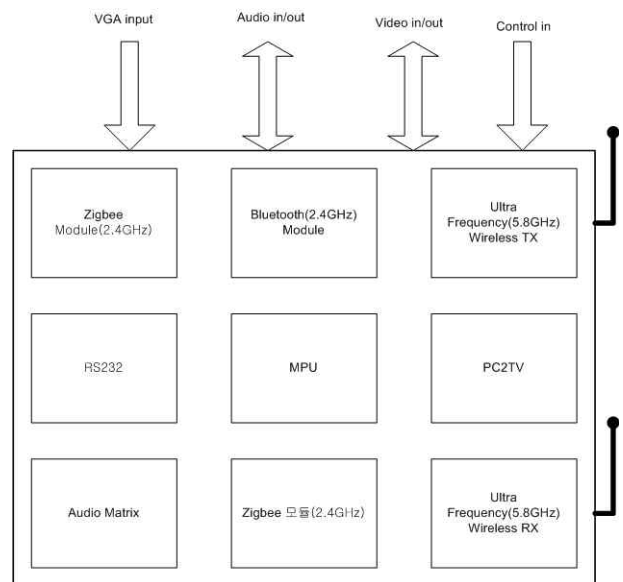 VGA input
Audio in/out
Video in/out
Control in
Zigbee
Module(2.4GHz)
Bluetooth(2.4GHz)
Module
Ultra
Frequency(5.8GHz)
Wireless TX
RS232
MPU
PC2TV
Audio Matrix
Zigbee 모듈(2.4GHz)
Ultra
Frequency(5.8GHz)
Wireless RX